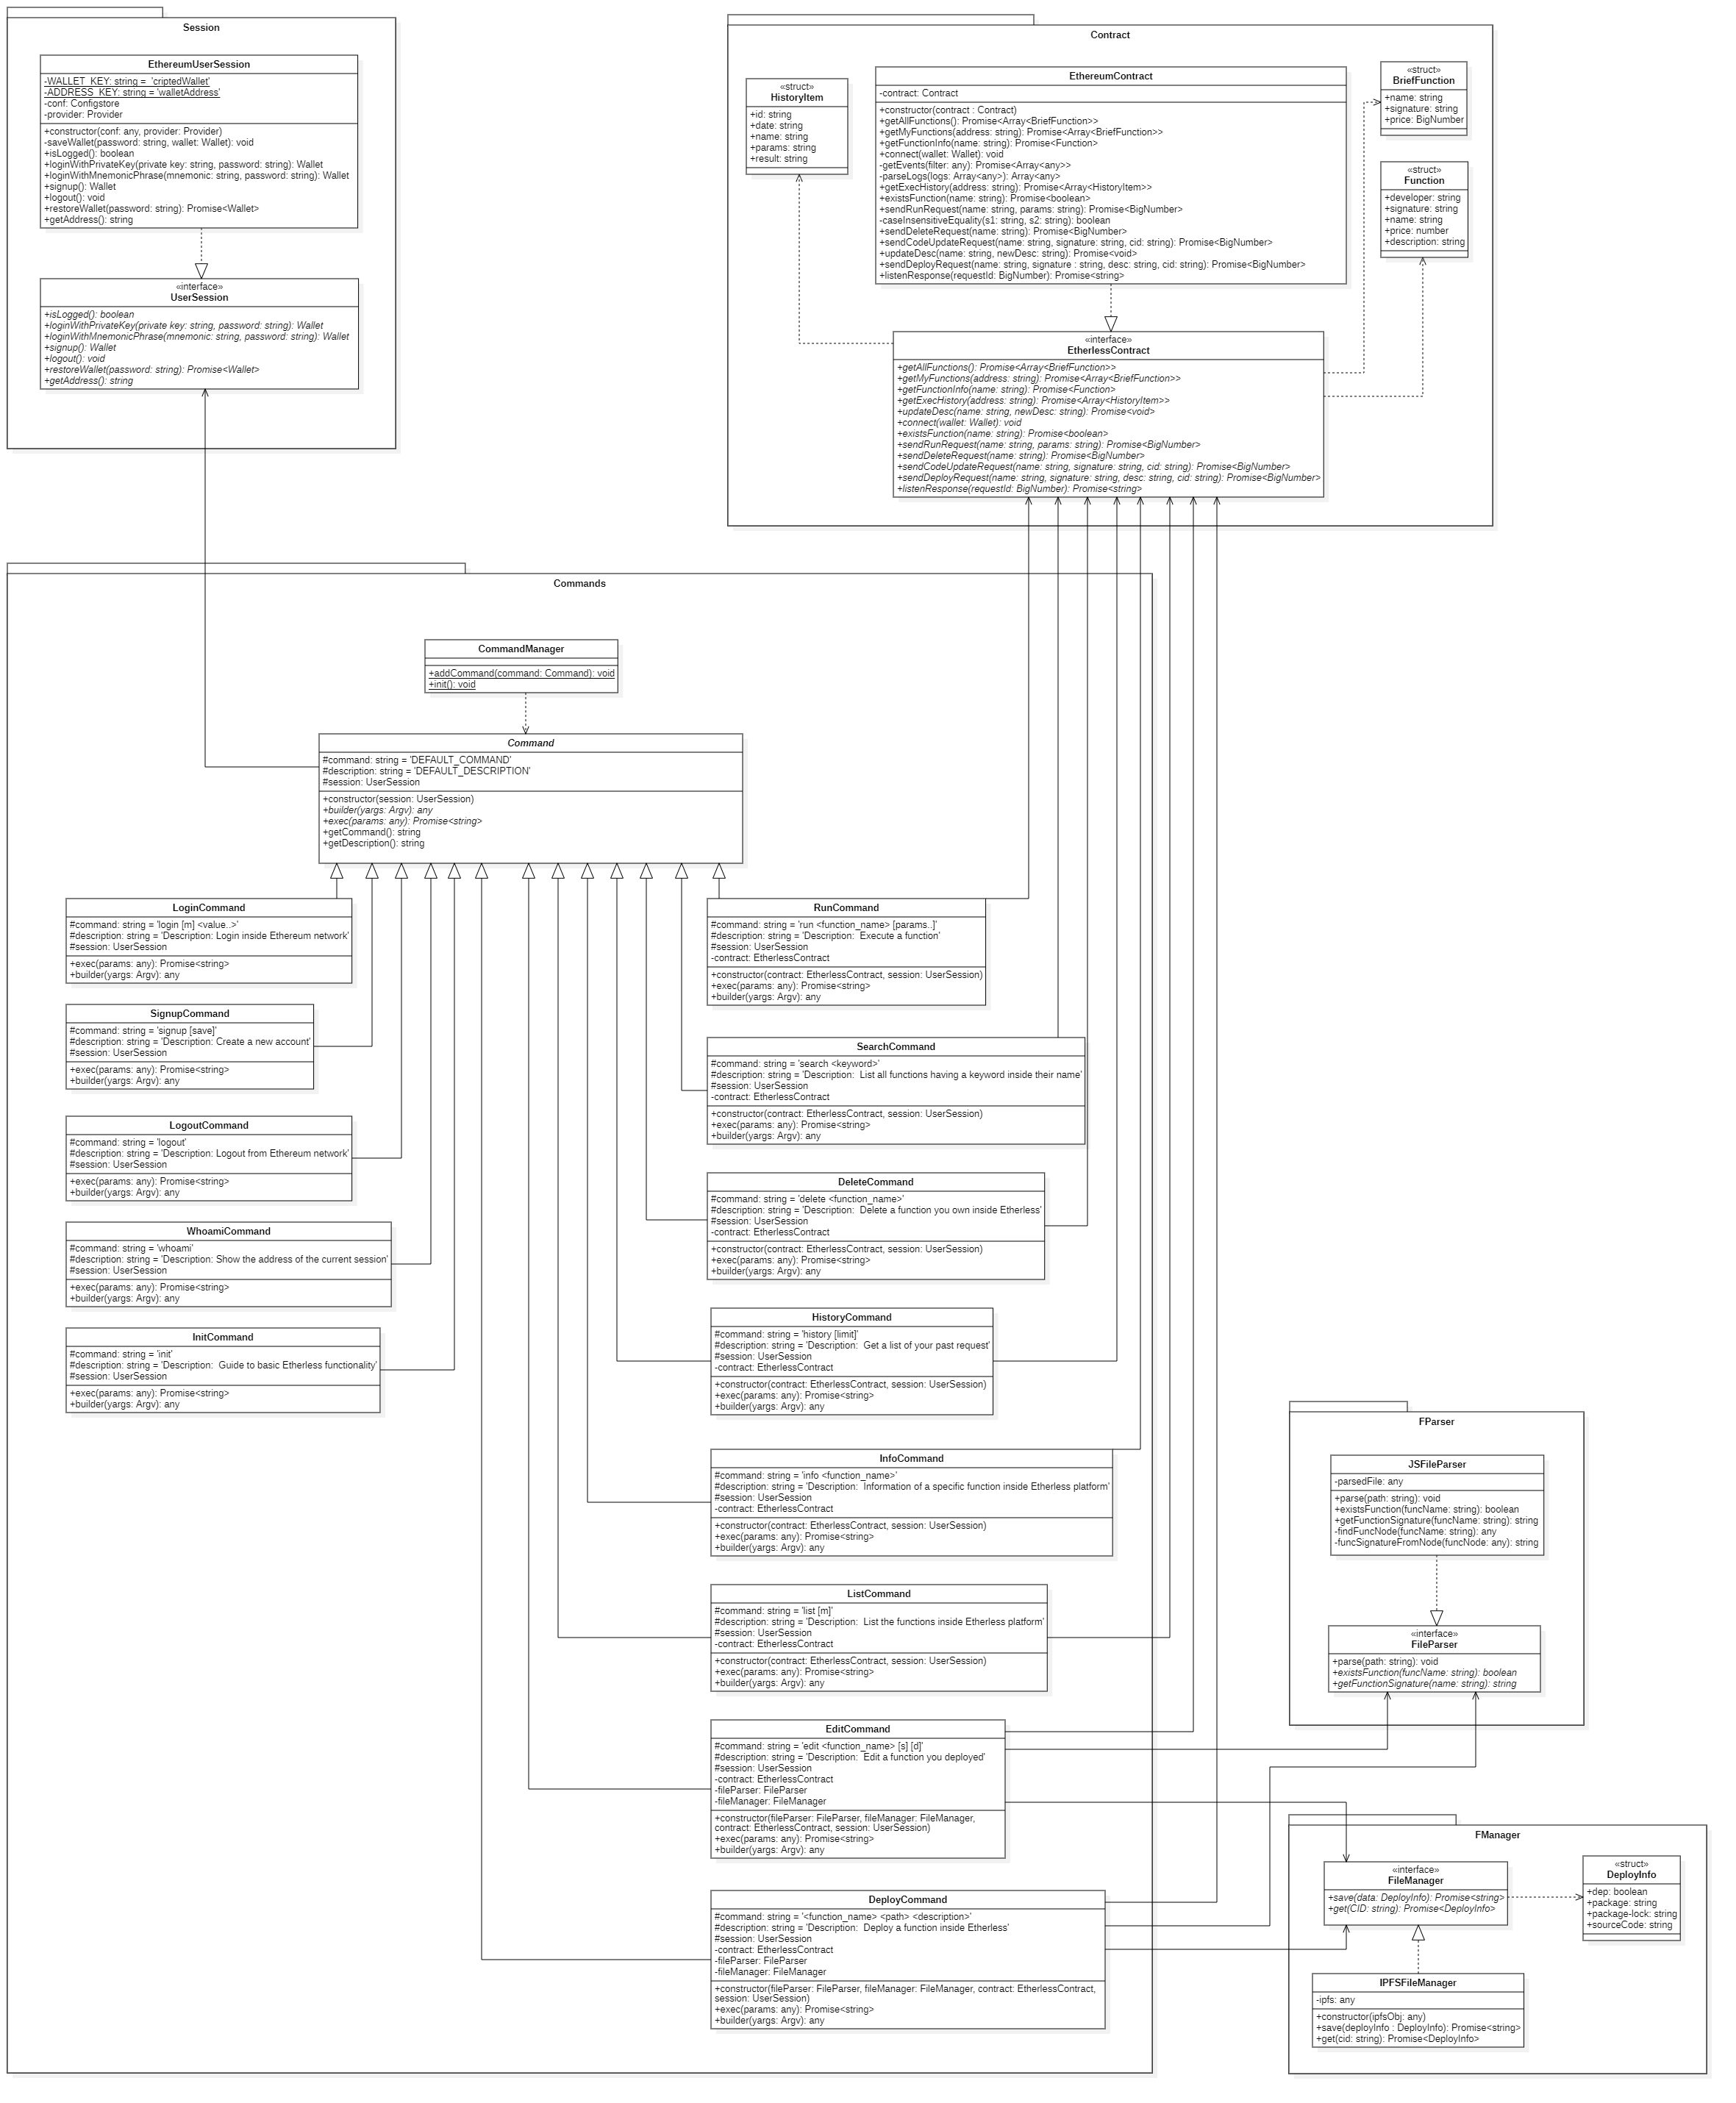 Session
EthereumUserSession
-WALLET_KEY: string = 'criptedWallet'
-ADDRESS_KEY: string = 'walletAddress'
-conf: Configstore
-provider: Provider
+constructor(conf: any, provider: Provider)
-saveWallet(password: string, wallet: Wallet): void
+isLogged(): boolean
+loginWithPrivateKey(private key: string, password: string): Wallet
+loginWithMnemonicPhrase(mnemonic: string, password: string): Wallet
+signup(): Wallet
+logout(): void
+restoreWallet(password: string): Promise<Wallet>
+getAddress(): string
«interface»
UserSession
+isLogged(): boolean
+loginWithPrivateKey(private key: string, password: string): Wallet
+loginWithMnemonicPhrase(mnemonic: string, password: string): Wallet
+signup(): Wallet
+logout(): void
+restoreWallet(password: string): Promise<Wallet>
+getAddress(): string
Contract
«struct»
HistoryItem
+id: string
+date: string
+name: string
+params: string
+result: string
EthereumContract
-contract: Contract
+constructor(contract : Contract)
+getAllFunctions(): Promise<Array<BriefFunction>>
+getMyFunctions(address: string): Promise<Array<BriefFunction>>
+getFunctionInfo(name: string): Promise<Function>
+connect(wallet: Wallet): void
-getEvents(filter: any): Promise<Array<any>>
-parseLogs(logs: Array<any>): Array<any>
+getExecHistory(address: string): Promise<Array<HistoryItem>>
+existsFunction(name: string): Promise<boolean>
+sendRunRequest(name: string, params: string): Promise<BigNumber>
-caseInsensitiveEquality(s1: string, s2: string): boolean
+sendDeleteRequest(name: string): Promise<BigNumber>
+sendCodeUpdateRequest(name: string, signature: string, cid: string): Promise<BigNumber>
+updateDesc(name: string, newDesc: string): Promise<void>
+sendDeployRequest(name: string, signature : string, desc: string, cid: string): Promise<BigNumber>
+listenResponse(requestId: BigNumber): Promise<string>
«struct»
BriefFunction
+name: string
+signature: string
+price: BigNumber
«struct»
Function
+developer: string
+signature: string
+name: string
+price: number
+description: string
«interface»
EtherlessContract
+getAllFunctions(): Promise<Array<BriefFunction>>
+getMyFunctions(address: string): Promise<Array<BriefFunction>>
+getFunctionInfo(name: string): Promise<Function>
+getExecHistory(address: string): Promise<Array<HistoryItem>>
+updateDesc(name: string, newDesc: string): Promise<void>
+connect(wallet: Wallet): void
+existsFunction(name: string): Promise<boolean>
+sendRunRequest(name: string, params: string): Promise<BigNumber>
+sendDeleteRequest(name: string): Promise<BigNumber>
+sendCodeUpdateRequest(name: string, signature: string, cid: string): Promise<BigNumber>
+sendDeployRequest(name: string, signature: string, desc: string, cid: string): Promise<BigNumber>
+listenResponse(requestId: BigNumber): Promise<string>
Commands
CommandManager
+addCommand(command: Command): void
+init(): void
Command
#command: string = 'DEFAULT_COMMAND'
#description: string = 'DEFAULT_DESCRIPTION'
#session: UserSession
+constructor(session: UserSession)
+builder(yargs: Argv): any
+exec(params: any): Promise<string>
+getCommand(): string
+getDescription(): string
LoginCommand
#command: string = 'login [m] <value..>'
#description: string = 'Description: Login inside Ethereum network'
#session: UserSession
+exec(params: any): Promise<string>
+builder(yargs: Argv): any
SignupCommand
#command: string = 'signup [save]'
#description: string = 'Description: Create a new account'
#session: UserSession
+exec(params: any): Promise<string>
+builder(yargs: Argv): any
LogoutCommand
#command: string = 'logout'
#description: string = 'Description: Logout from Ethereum network'
#session: UserSession
+exec(params: any): Promise<string>
+builder(yargs: Argv): any
WhoamiCommand
#command: string = 'whoami'
#description: string = 'Description: Show the address of the current session'
#session: UserSession
+exec(params: any): Promise<string>
+builder(yargs: Argv): any
InitCommand
#command: string = 'init'
#description: string = 'Description:  Guide to basic Etherless functionality'
#session: UserSession
+exec(params: any): Promise<string>
+builder(yargs: Argv): any
RunCommand
#command: string = 'run <function_name> [params..]'
#description: string = 'Description:  Execute a function'
#session: UserSession
-contract: EtherlessContract
+constructor(contract: EtherlessContract, session: UserSession)
+exec(params: any): Promise<string>
+builder(yargs: Argv): any
SearchCommand
#command: string = 'search <keyword>'
#description: string = 'Description:  List all functions having a keyword inside their name'
#session: UserSession
-contract: EtherlessContract
+constructor(contract: EtherlessContract, session: UserSession)
+exec(params: any): Promise<string>
+builder(yargs: Argv): any
DeleteCommand
#command: string = 'delete <function_name>'
#description: string = 'Description:  Delete a function you own inside Etherless'
#session: UserSession
-contract: EtherlessContract
+constructor(contract: EtherlessContract, session: UserSession)
+exec(params: any): Promise<string>
+builder(yargs: Argv): any
HistoryCommand
#command: string = 'history [limit]'
#description: string = 'Description:  Get a list of your past request'
#session: UserSession
-contract: EtherlessContract
+constructor(contract: EtherlessContract, session: UserSession)
+exec(params: any): Promise<string>
+builder(yargs: Argv): any
InfoCommand
#command: string = 'info <function_name>'
#description: string = 'Description:  Information of a specific function inside Etherless platform'
#session: UserSession
-contract: EtherlessContract
+constructor(contract: EtherlessContract, session: UserSession)
+exec(params: any): Promise<string>
+builder(yargs: Argv): any
ListCommand
#command: string = 'list [m]'
#description: string = 'Description:  List the functions inside Etherless platform'
#session: UserSession
-contract: EtherlessContract
+constructor(contract: EtherlessContract, session: UserSession)
+exec(params: any): Promise<string>
+builder(yargs: Argv): any
EditCommand
#command: string = 'edit <function_name> [s] [d]'
#description: string = 'Description:  Edit a function you deployed'
#session: UserSession
-contract: EtherlessContract
-fileParser: FileParser
-fileManager: FileManager
+constructor(fileParser: FileParser, fileManager: FileManager,
contract: EtherlessContract, session: UserSession)
+exec(params: any): Promise<string>
+builder(yargs: Argv): any
DeployCommand
#command: string = '<function_name> <path> <description>'
#description: string = 'Description:  Deploy a function inside Etherless'
#session: UserSession
-contract: EtherlessContract
-fileParser: FileParser
-fileManager: FileManager
+constructor(fileParser: FileParser, fileManager: FileManager, contract: EtherlessContract,
session: UserSession)
+exec(params: any): Promise<string>
+builder(yargs: Argv): any
FParser
JSFileParser
-parsedFile: any
+parse(path: string): void
+existsFunction(funcName: string): boolean
+getFunctionSignature(funcName: string): string
-findFuncNode(funcName: string): any
-funcSignatureFromNode(funcNode: any): string
«interface»
FileParser
+parse(path: string): void
+existsFunction(funcName: string): boolean
+getFunctionSignature(name: string): string
FManager
«interface»
FileManager
+save(data: DeployInfo): Promise<string>
+get(CID: string): Promise<DeployInfo>
«struct»
DeployInfo
+dep: boolean
+package: string
+package-lock: string
+sourceCode: string
IPFSFileManager
-ipfs: any
+constructor(ipfsObj: any)
+save(deployInfo : DeployInfo): Promise<string>
+get(cid: string): Promise<DeployInfo>